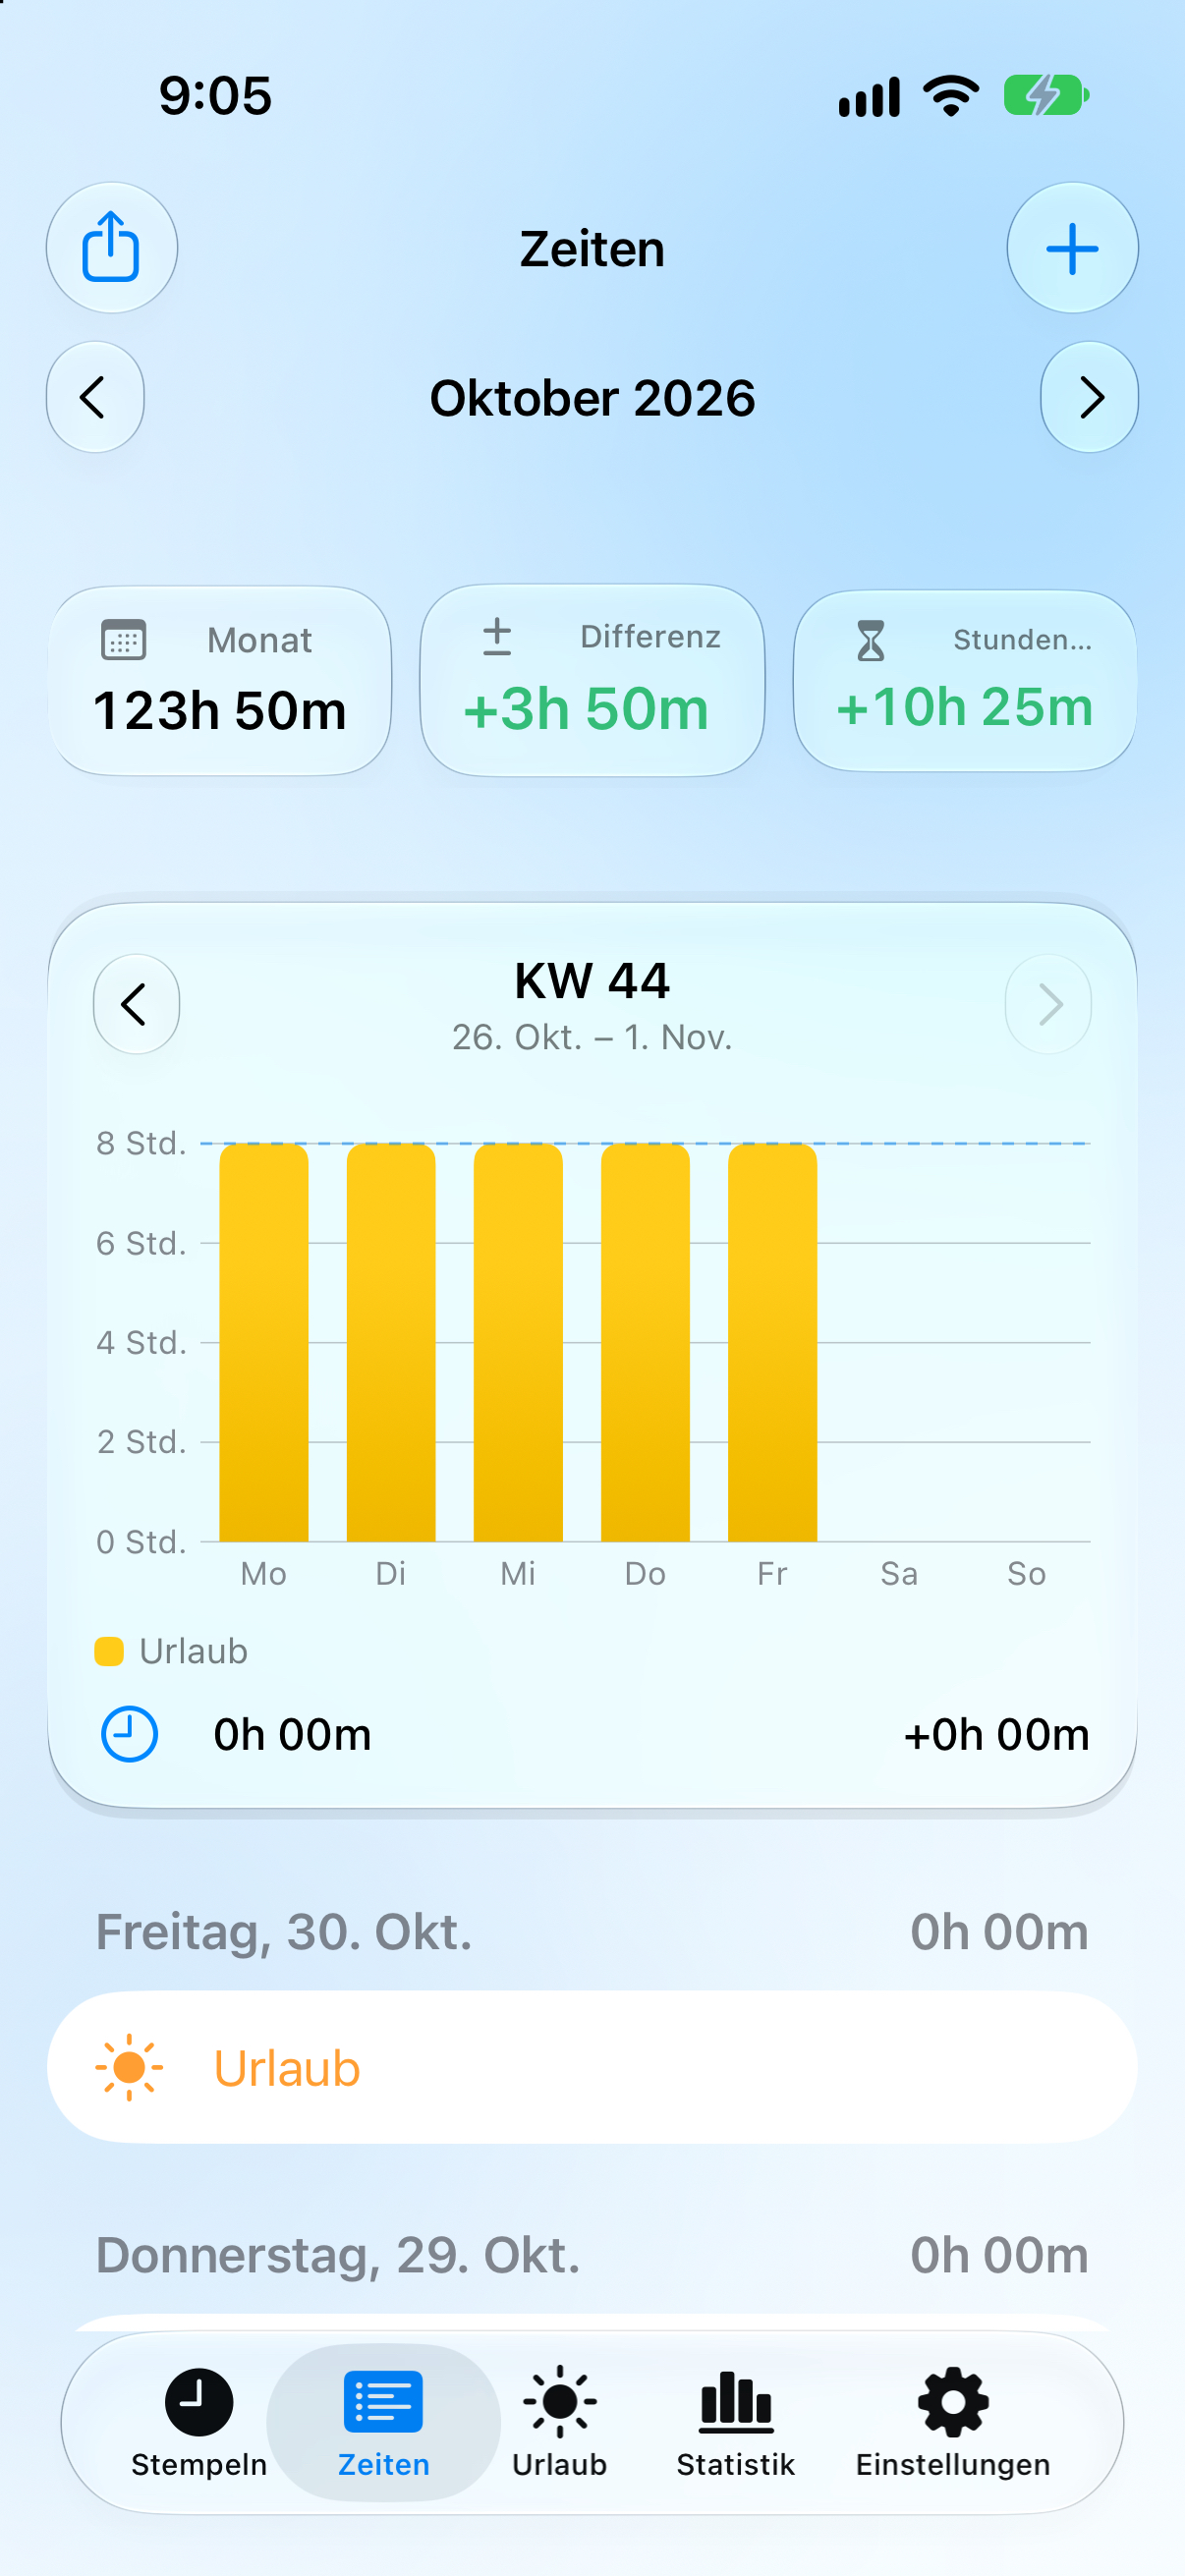 9:05
Zeiten
Oktober 2026
Monat
123h 50m
Differenz
+3h 50m
Stunden...
+10h 25m
KW 44
26. Okt. – 1. Nov.
8 Std.
6 Std.
4 Std.
2 Std.
0 Std.
Mo Di Mi Do Fr Sa So
Urlaub
0h 00m +0h 00m
Freitag, 30. Okt. 0h 00m
Urlaub
Donnerstag, 29. Okt. 0h 00m
Stempeln Zeiten Urlaub Statistik Einstellungen